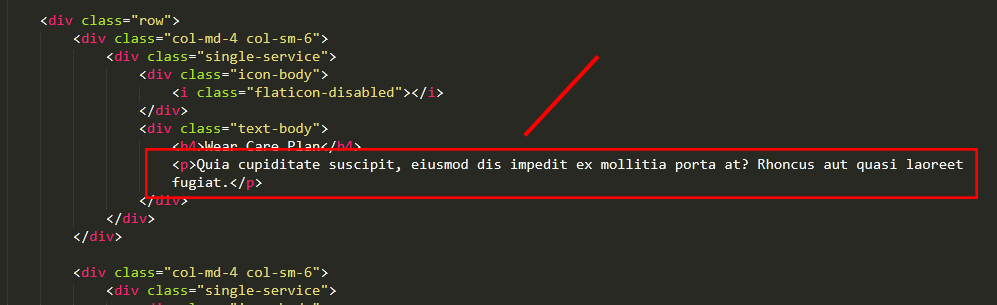 <div class="row">
<div class="col-md-4 col-sm-6">
<div class="single-service">
<div class="icon-body">
<i class="flaticon-disabled"></i>
</div>
<div class="text-body">
<h4>Wear Care Plan</h4>
<p>Quia cupiditate suscipit, eiusmod dis impedit ex mollitia porta at? Rhoncus aut quasi laoreet
fugiat.</p>
</div>
</div>
</div>
<div class="col-md-4 col-sm-6">
<div class="single-service">